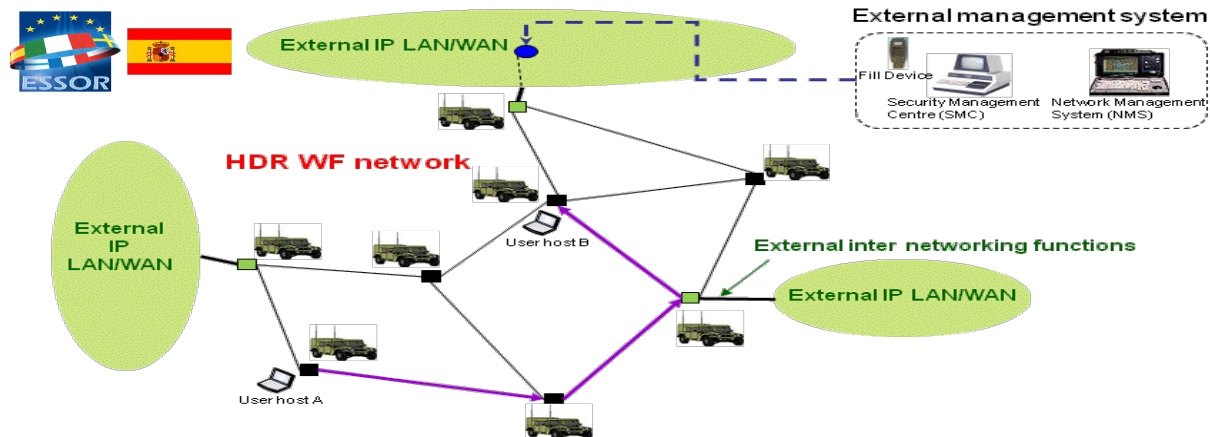 External management system
External IP LAN/WAN
ESSOR
Fill Device
Security Management
Centre (SMC)
Network Management
System (NMS)
HDR WF network
External
IP
LAN/WAN
User host B
External inter networking functions
External IP LAN/WAN
User host A